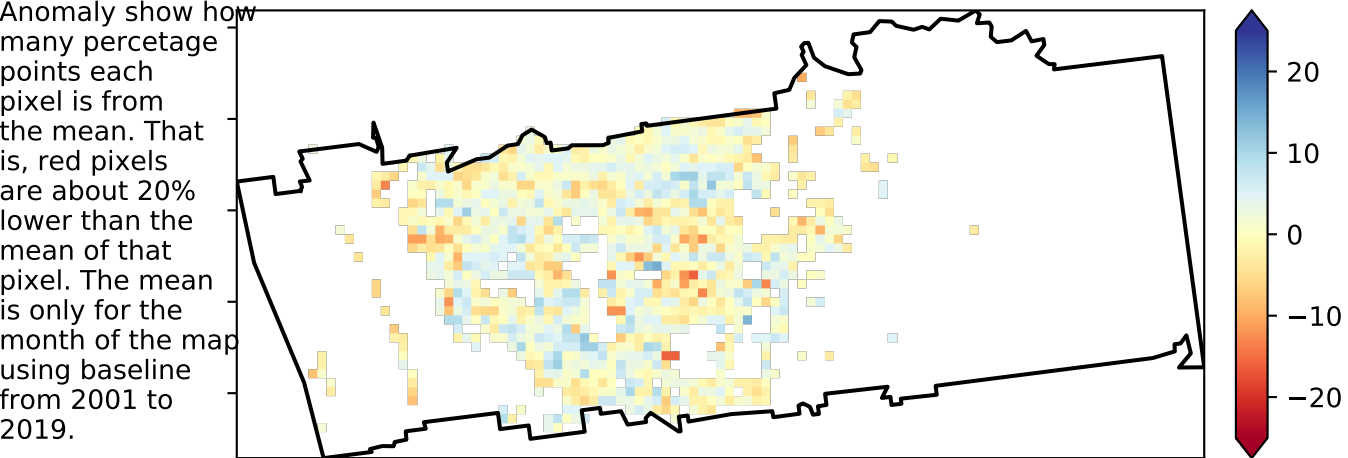 Anomaly show how
many percetage
points each
pixel is from
the mean. That
is, red pixels
are about 20%
lower than the
mean of that
pixel. The mean
is only for the
month of the map
using baseline
from 2001 to
2019.
20
10
0
−10
−20